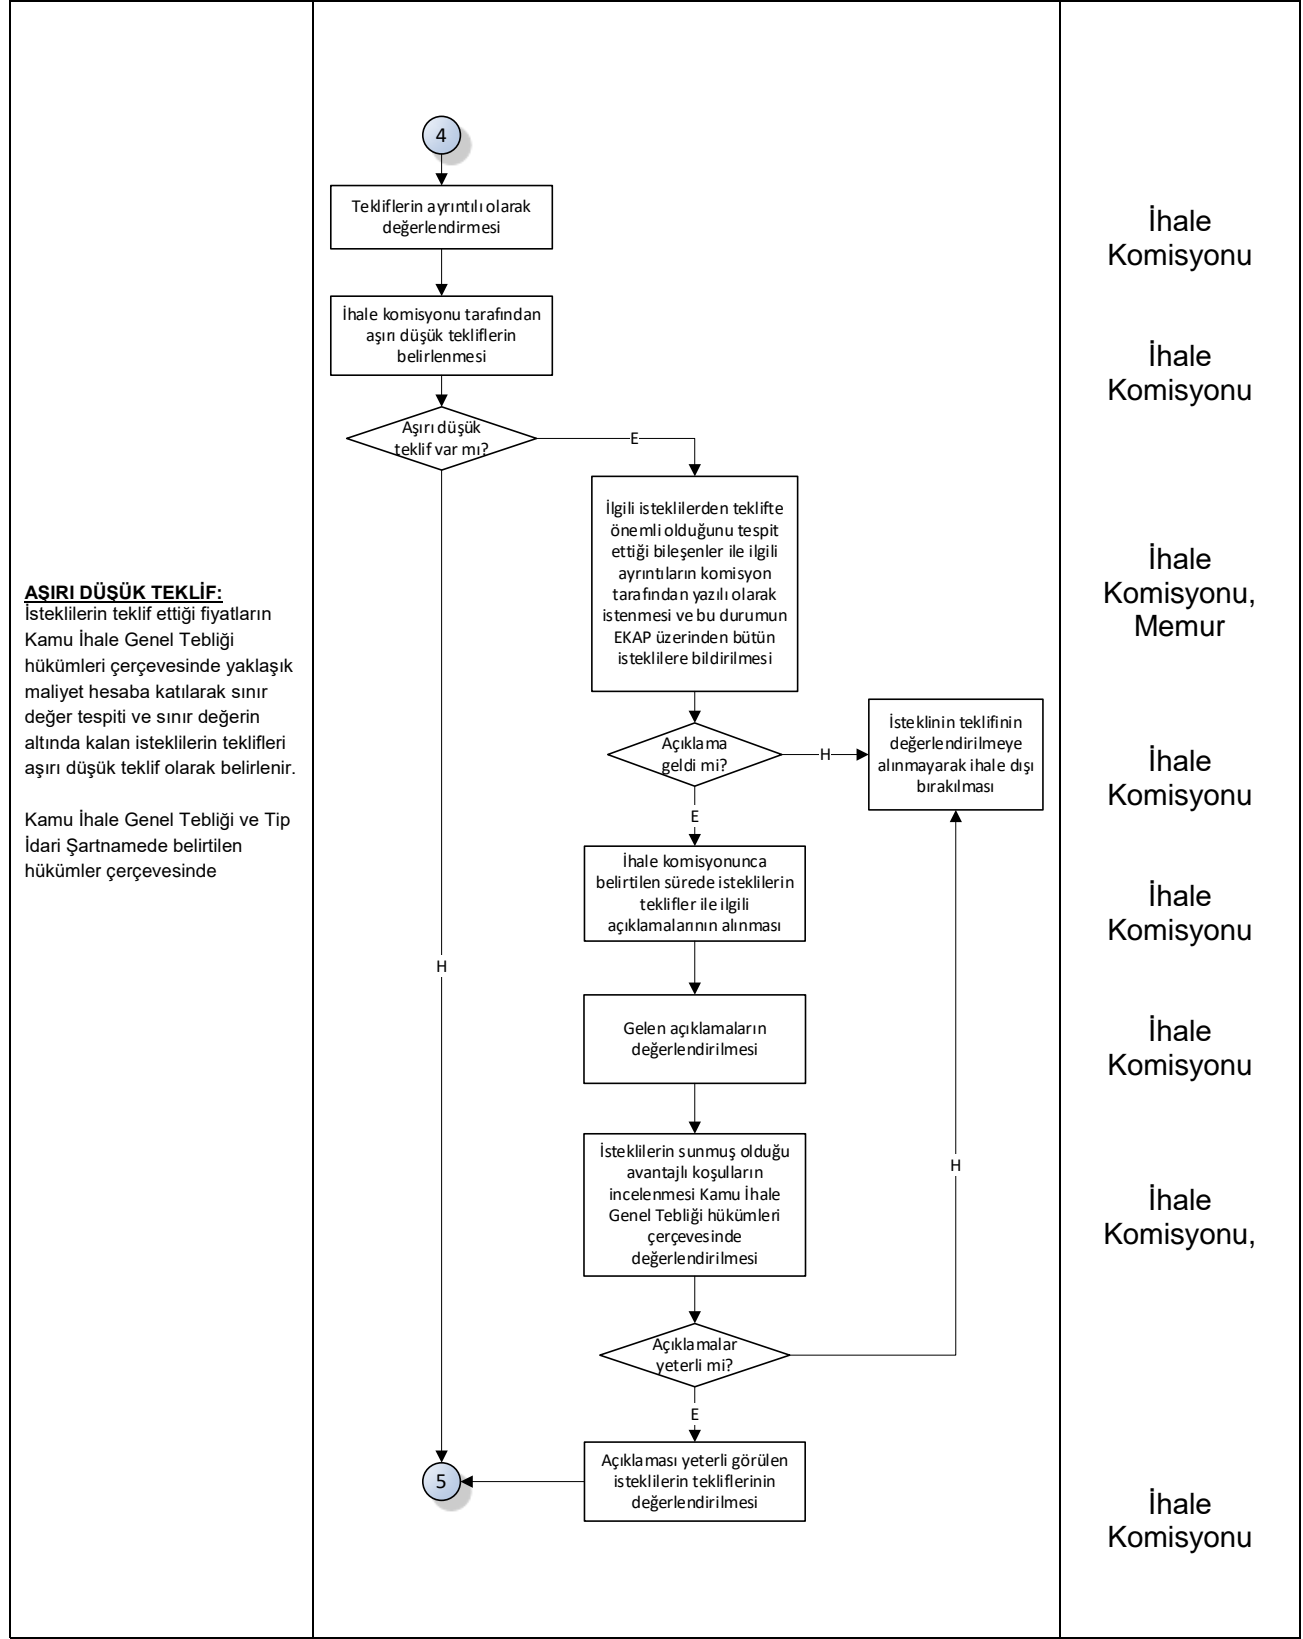 AŞIRI DÜŞÜK TEKLİF:
İsteklilerin teklif ettiği fiyatların
Kamu İhale Genel Tebliği
hükümleri çerçevesinde yaklaşık
maliyet hesaba katılarak sınır
değer tespiti ve sınır değerin
altında kalan isteklilerin teklifleri
aşırı düşük teklif olarak belirlenir.
Kamu İhale Genel Tebliği ve Tip
İdari Şartnamede belirtilen
hükümler çerçevesinde
4
Tekliflerin ayrıntılı olarak
değerlendirmesi
İhale komisyonu tarafından
aşırı düşük tekliflerin
belirlenmesi
Aşırı düşük
teklif var mı?
E
İlgili isteklilerden teklifte
önemli olduğunu tespit
ettiği bileşenler ile ilgili
ayrıntıların komisyon
tarafından yazılı olarak
istenmesi ve bu durumun
EKAP üzerinden bütün
isteklilere bildirilmesi
Açıklama
geldi mi?
H
İsteklinin teklifinin
değerlendirilmeye
alınmayarak ihale dışı
bırakılması
E
İhale komisyonunca
belirtilen sürede isteklilerin
teklifler ile ilgili
açıklamalarının alınması
H
Gelen açıklamaların
değerlendirilmesi
İsteklilerin sunmuş olduğu
avantajlı koşulların
incelenmesi Kamu İhale
Genel Tebliği hükümleri
çerçevesinde
değerlendirilmesi
H
Açıklamalar
yeterli mi?
E
Açıklaması yeterli görülen
isteklilerin tekliflerinin
değerlendirilmesi
5
İhale
Komisyonu
İhale
Komisyonu
İhale
Komisyonu,
Memur
İhale
Komisyonu
İhale
Komisyonu
İhale
Komisyonu
İhale
Komisyonu,
İhale
Komisyonu